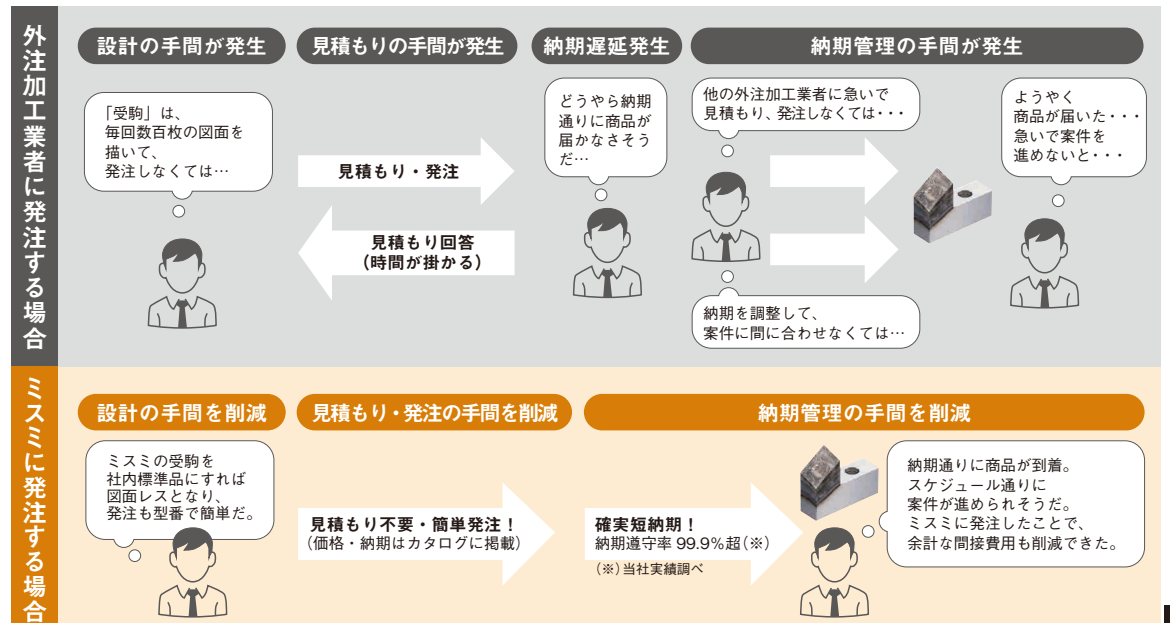 外注加工業者に発注する場合
設計の手間が発生
見積もりの手間が発生
納期遅延発生
納期管理の手間が発生
「受駒」は、
毎回数百枚の図面を
描いて、
発注しなくては…
見積もり・発注
見積もり回答
(時間が掛かる)
どうやら納期
通りに商品が
届かなさそう
だ…
他の外注加工業者に急いで
見積もり、発注しなくては・・・
納期を調整して、
案件に間に合わせなくては…
ようやく
商品が届いた・・・
急いで案件を
進めないと・・・
ミスミに発注する場合
設計の手間を削減
見積もり・発注の手間を削減
納期管理の手間を削減
ミスミの受駒を
社内標準品にすれば
図面レスとなり、
発注も型番で簡単だ。
見積もり不要・簡単発注！
(価格・納期はカタログに掲載)
確実短納期！
納期遵守率 99.9%超(※)
(※)当社実績調べ
納期通りに商品が到着。
スケジュール通りに
案件が進められそうだ。
ミスミに発注したことで、
余計な間接費用も削減できた。